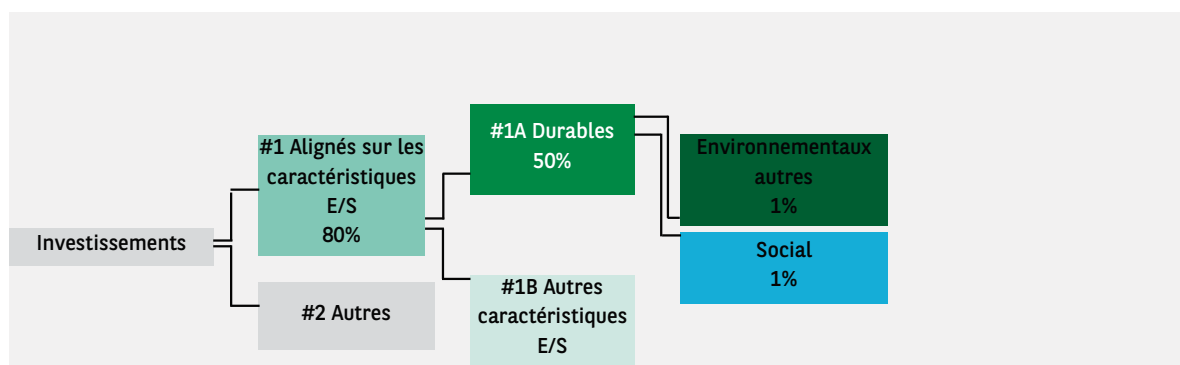 Investissements
#1 Alignés sur les
caractéristiques
E/S
80%
#2 Autres
#1A Durables
50%
#1B Autres
caractéristiques
E/S
Environnementaux
autres
1%
Social
1%